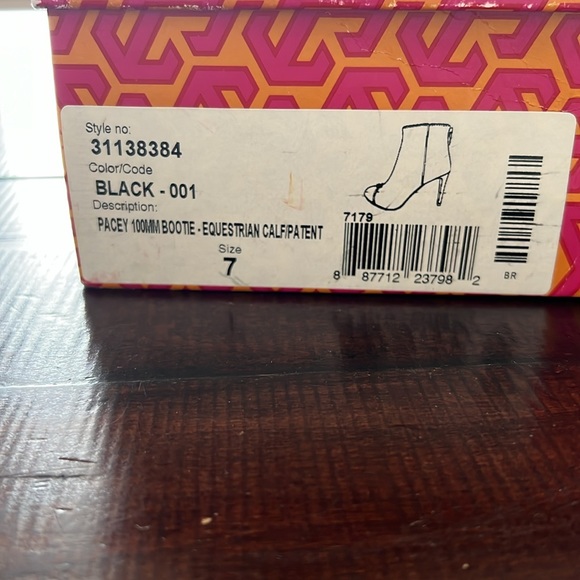 Style no:
31138384
Color/Code
BLACK - 001
Description:
PACEY 100MM BOOTIE - EQUESTRIAN CALF/PATENT
Size
7
7179
8 87712 23798 2
BR